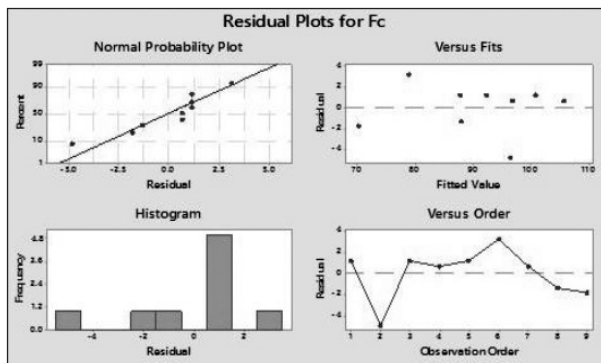 Residual Plots for Fc
Normal Probability Plot
99
90
50
10
1
Percent
-5.0 -2.5 0.0 2.5 5.0
Residual
Versus Fits
4
2
0
-2
-4
Residual
70 80 90 100 110
Fitted Value
Histogram
4.8
3.6
2.4
1.2
0.0
Frequency
-4 -2 0 2
Residual
Versus Order
4
2
0
-2
-4
Residual
1 2 3 4 5 6 7 8 9
Observation Order